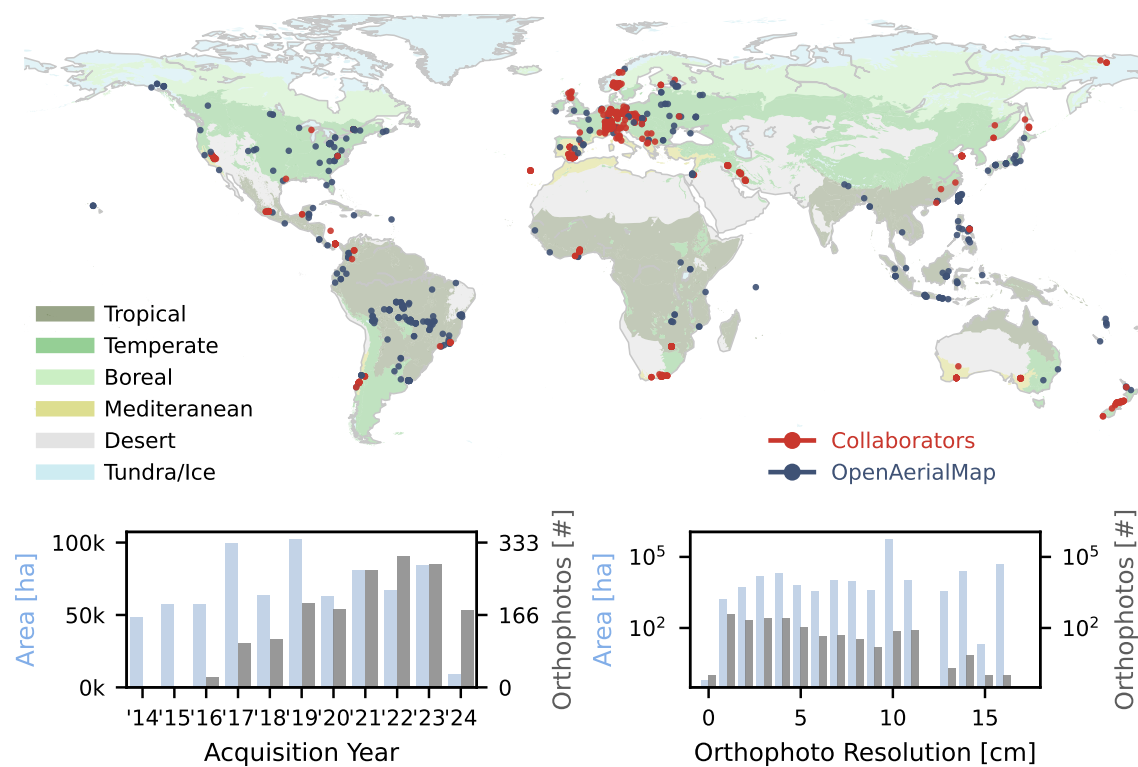 Tropical
Temperate
Boreal
Mediteranean
Desert
Tundra/Ice
Collaborators
OpenAerialMap
Area [ha]
100k
50k
0k
333
166
0
Orthophotos [#]
'14 '15 '16 '17 '18 '19 '20 '21 '22 '23 '24
Acquisition Year
Area [ha]
10^5
10^2
10^5
10^2
Orthophotos [#]
0 5 10 15
Orthophoto Resolution [cm]